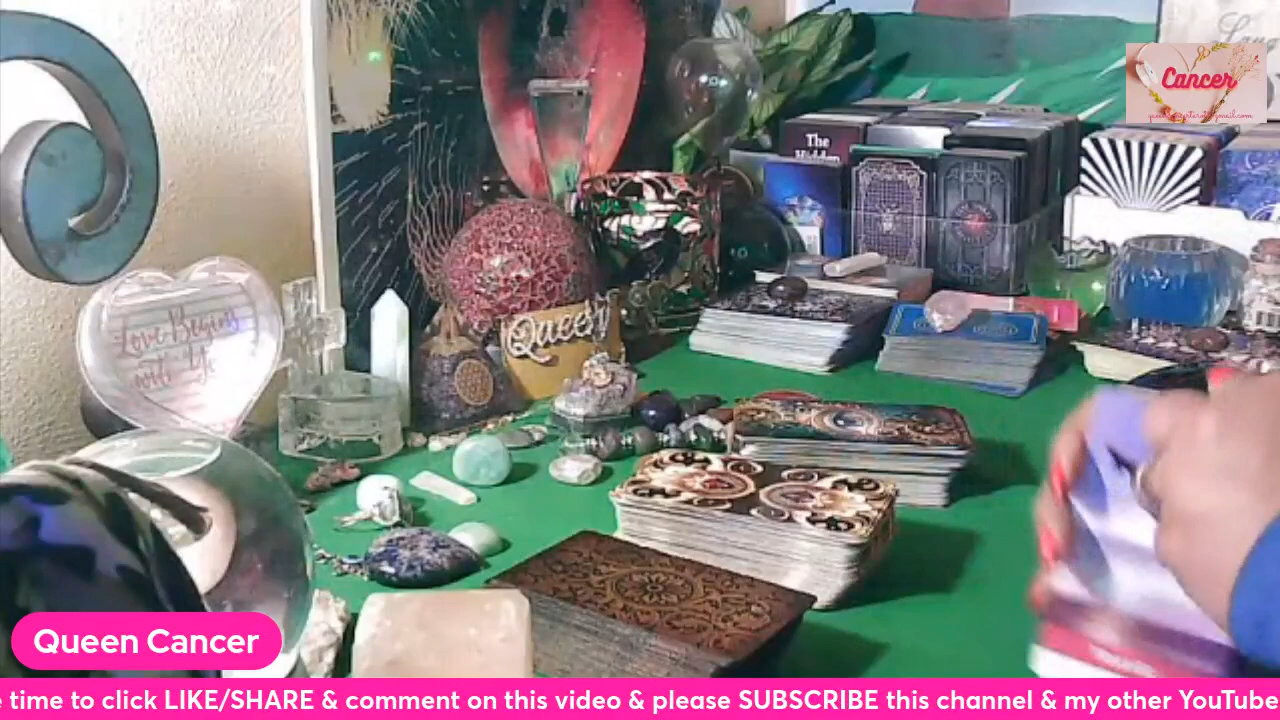 Cancer
The
Hidden
Love Begins
with
Queen
Queen Cancer
e time to click LIKE/SHARE & comment on this video & please SUBSCRIBE this channel & my other YouTube